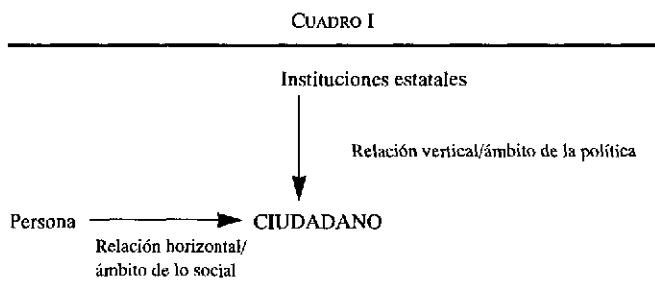 CUADRO I
Instituciones estatales
Relación vertical/ámbito de la política
Persona
CIUDADANO
Relación horizontal/
ámbito de lo social